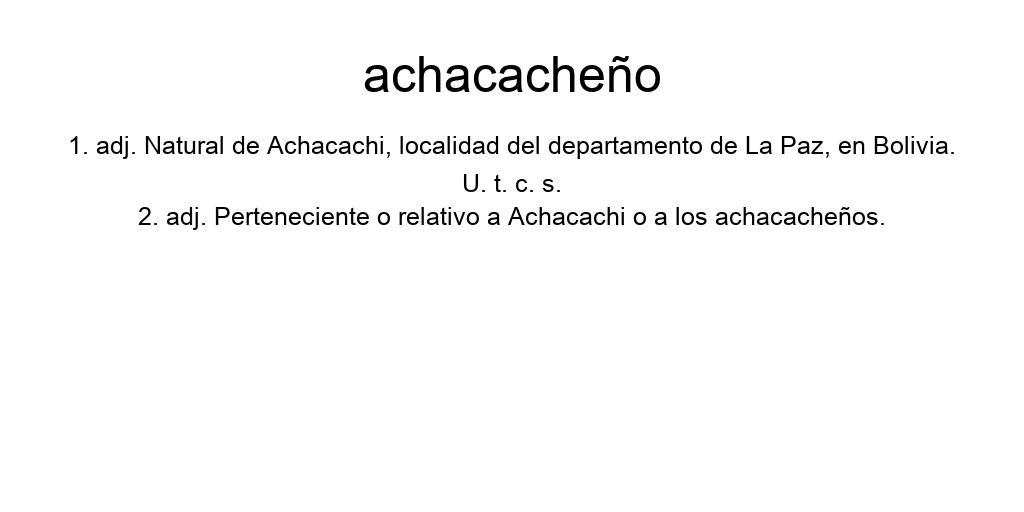 achacacheño
1. adj. Natural de Achacachi, localidad del departamento de La Paz, en Bolivia.
U. t. c. s.
2. adj. Perteneciente o relativo a Achacachi o a los achacacheños.